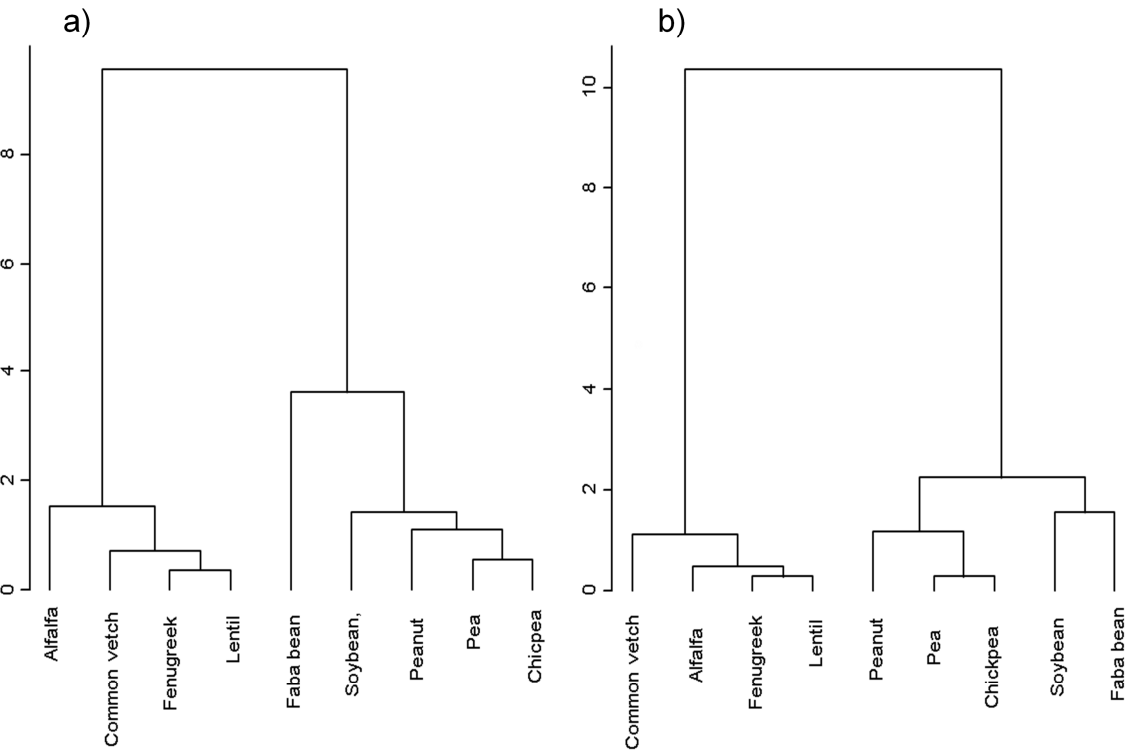 a)
8
6
4
2
0
Alfalfa
Common vetch
Fenugreek
Lentil
Faba bean
Soybean,
Peanut
Pea
Chicpea
b)
10
8
6
4
2
0
Common vetch
Alfalfa
Fenugreek
Lentil
Peanut
Pea
Chickpea
Soybean
Faba bean